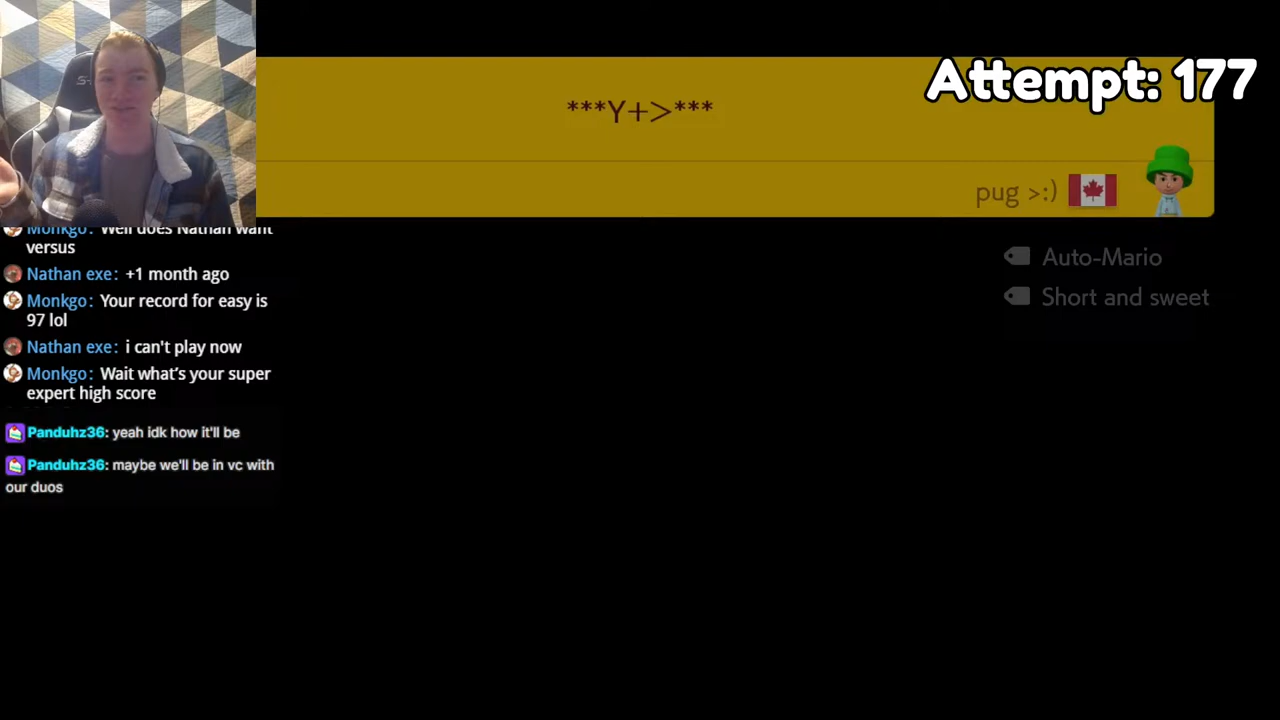 Attempt: 177
***Y+>***
pug >:)
Auto-Mario
Short and sweet
Monkgo: Well does Nathan want
versus
Nathan exe: +1 month ago
Monkgo: Your record for easy is
97 lol
Nathan exe: i can't play now
Monkgo: Wait what's your super
expert high score
Panduhz36: yeah idk how it'll be
Panduhz36: maybe we'll be in vc with
our duos